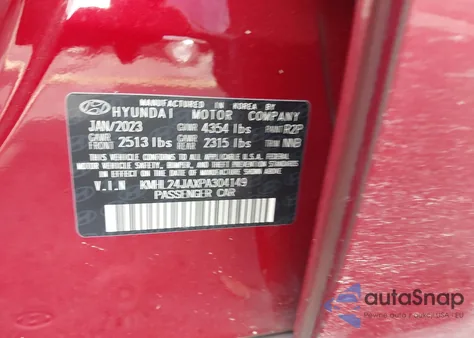 MANUFACTURED IN KOREA BY
HYUNDAI MOTOR COMPANY
JAN/2023 GVWR 4354 lbs PAINT R2P
GAWR FRONT 2513 lbs GAWR REAR 2315 lbs TRIM NNB
THIS VEHICLE CONFORMS TO ALL APPLICABLE U.S.A. FEDERAL
MOTOR VEHICLE SAFETY, BUMPER, AND THEFT PREVENTION STANDARDS
IN EFFECT ON THE DATE OF MANUFACTURE SHOWN ABOVE.
V.I.N KMHL24JAXPA304149
PASSENGER CAR
autoSnap